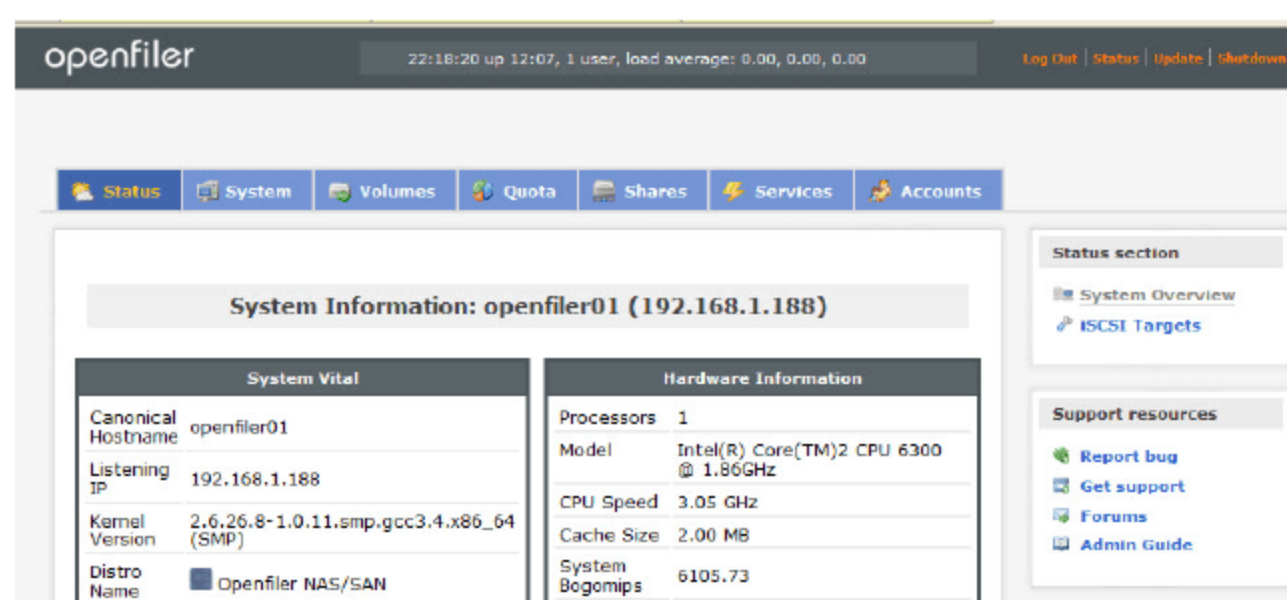 openfiler
22:18:20 up 12:07, 1 user, load average: 0.00, 0.00, 0.00
Log Out | Status | Update | Shutdown
Status
System
Volumes
Quota
Shares
Services
Accounts
System Information: openfiler01 (192.168.1.188)
System Vital
Canonical
Hostname
openfiler01
Listening
IP
192.168.1.188
Kernel
Version
2.6.26.8-1.0.11.smp.gcc3.4.x86_64
(SMP)
Distro
Name
Openfiler NAS/SAN
Hardware Information
Processors 1
Model
Intel(R) Core(TM)2 CPU 6300
@ 1.86GHz
CPU Speed 3.05 GHz
Cache Size 2.00 MB
System
Bogomips
6105.73
Status section
System Overview
iSCSI Targets
Support resources
Report bug
Get support
Forums
Admin Guide